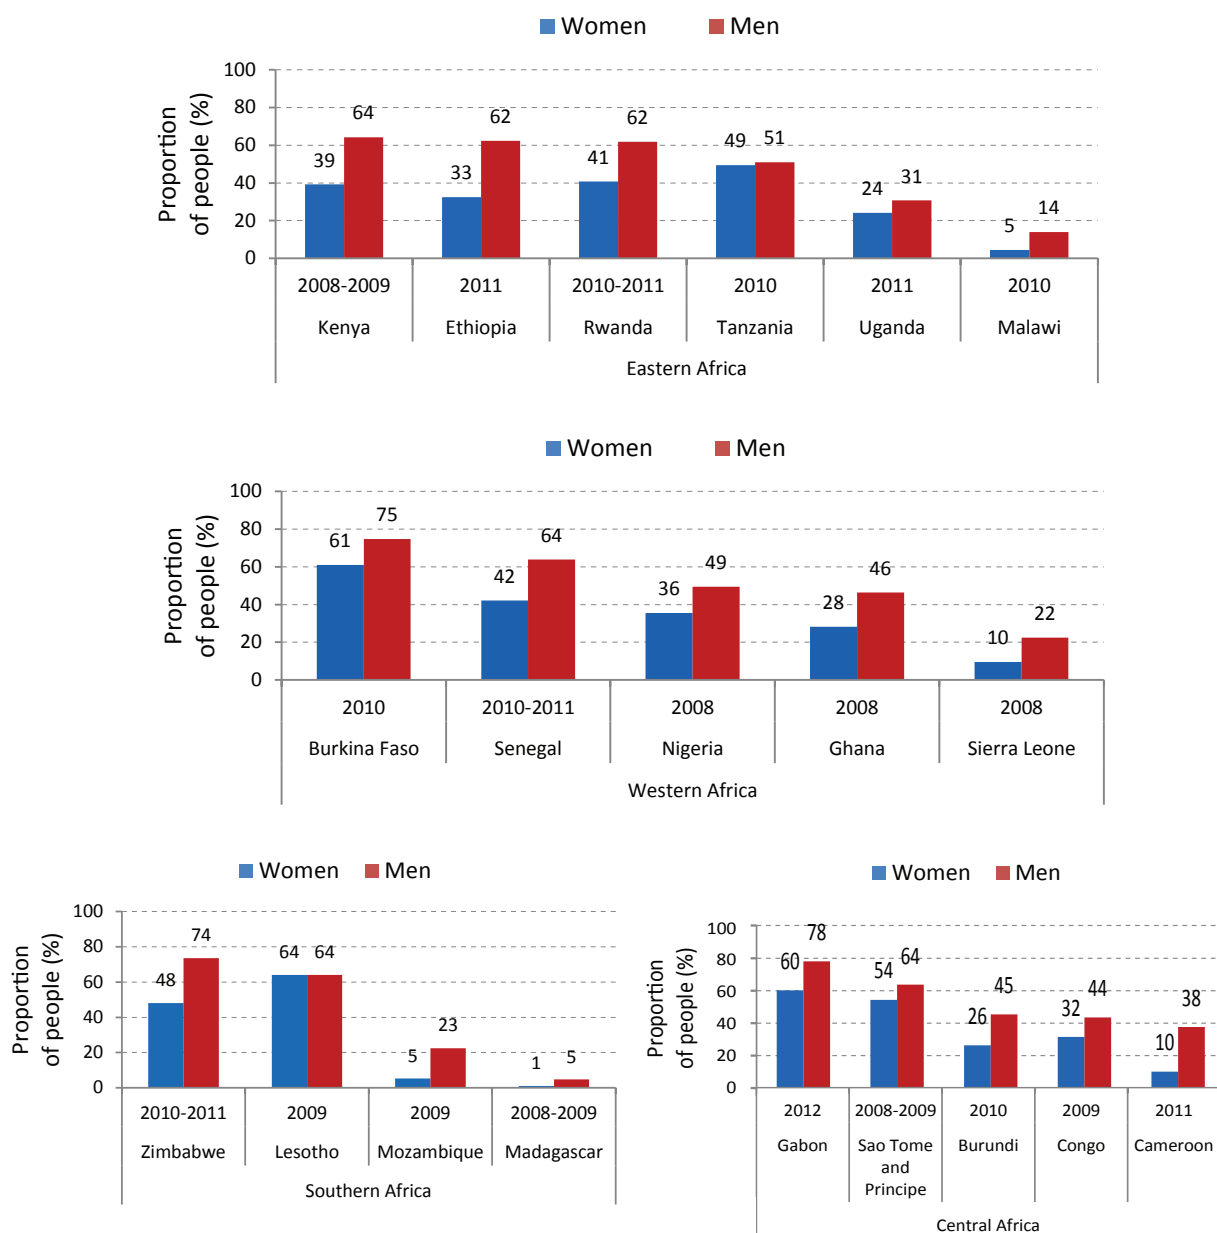 Women Men
Proportion
of people (%)
100
80
60
40
20
0
39 64 33 62 41 62 49 51 24 31 5 14
2008-2009 2011 2010-2011 2010 2011 2010
Kenya Ethiopia Rwanda Tanzania Uganda Malawi
Eastern Africa
Women Men
Proportion
of people (%)
100
80
60
40
20
0
61 75 42 64 36 49 28 46 10 22
2010 2010-2011 2008 2008 2008
Burkina Faso Senegal Nigeria Ghana Sierra Leone
Western Africa
Women Men
Proportion
of people (%)
100
80
60
40
20
0
48 74 64 64 5 23 1 5
2010-2011 2009 2009 2008-2009
Zimbabwe Lesotho Mozambique Madagascar
Southern Africa
Women Men
Proportion
of people (%)
100
80
60
40
20
0
60 78 54 64 26 45 32 44 10 38
2012 2008-2009 2010 2009 2011
Gabon Sao Tome Burundi Congo Cameroon
and
Principe
Central Africa